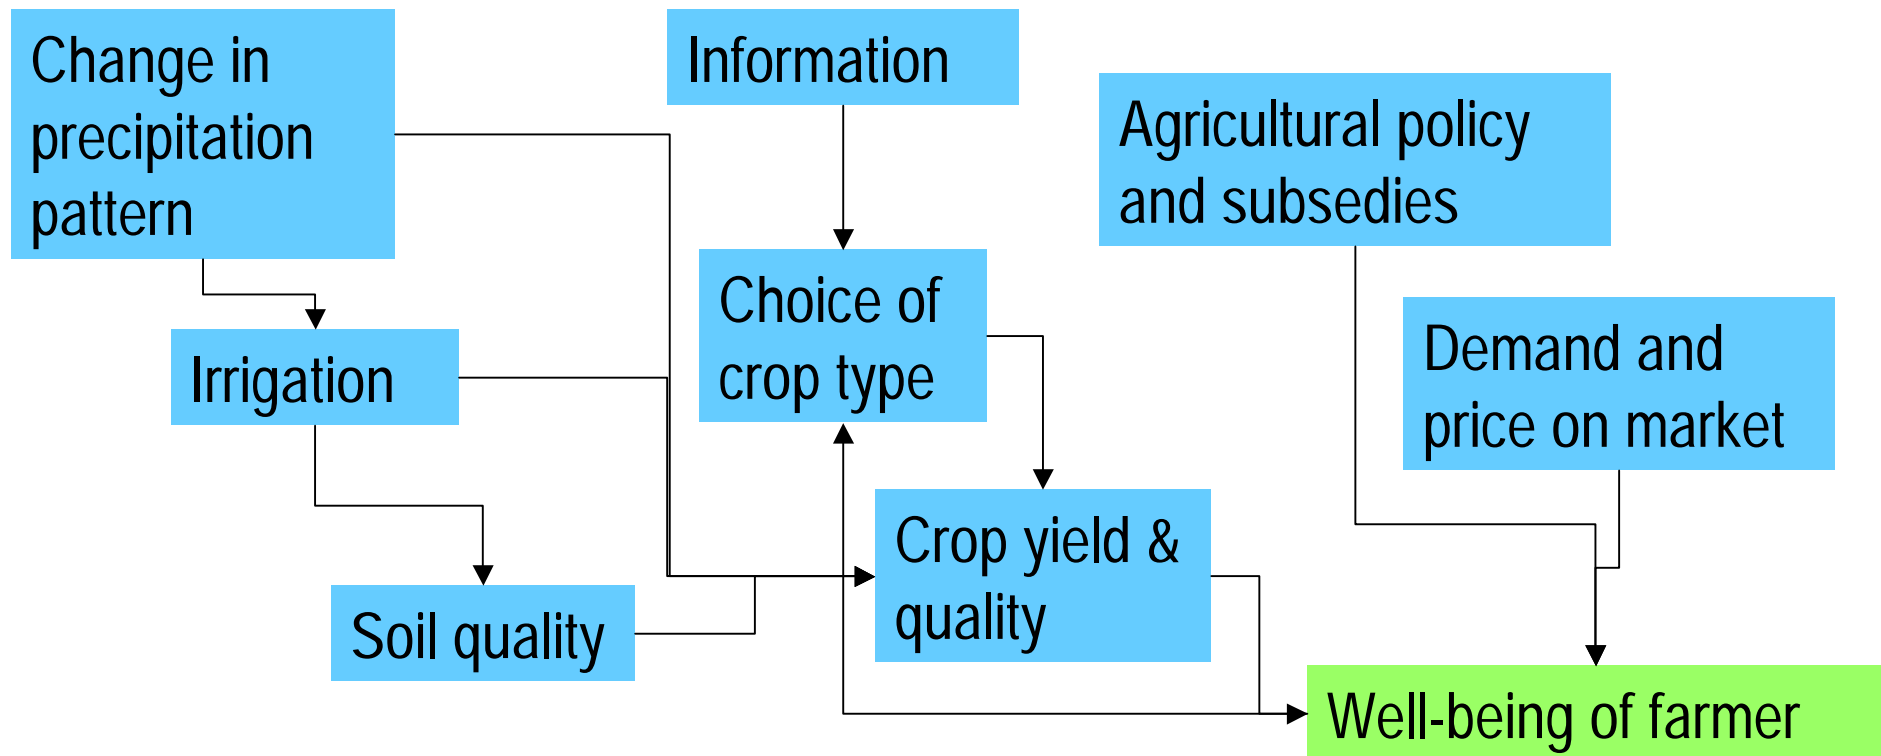 Change in
precipitation
pattern
Information
Agricultural policy
and subsedies
Choice of
crop type
Demand and
price on market
Irrigation
Crop yield &
quality
Soil quality
Well-being of farmer